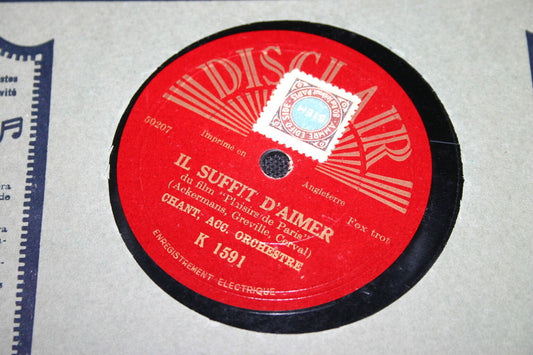 DISCLAIR
50207
Imprimé en
Angleterre
Fox trot
IL SUFFIT D'AIMER
du film "Plaisirs de Paris"
(Ackermans, Greville, Corval)
CHANT, ACC. ORCHESTRE
K 1591
ENREGISTREMENT ELECTRIQUE